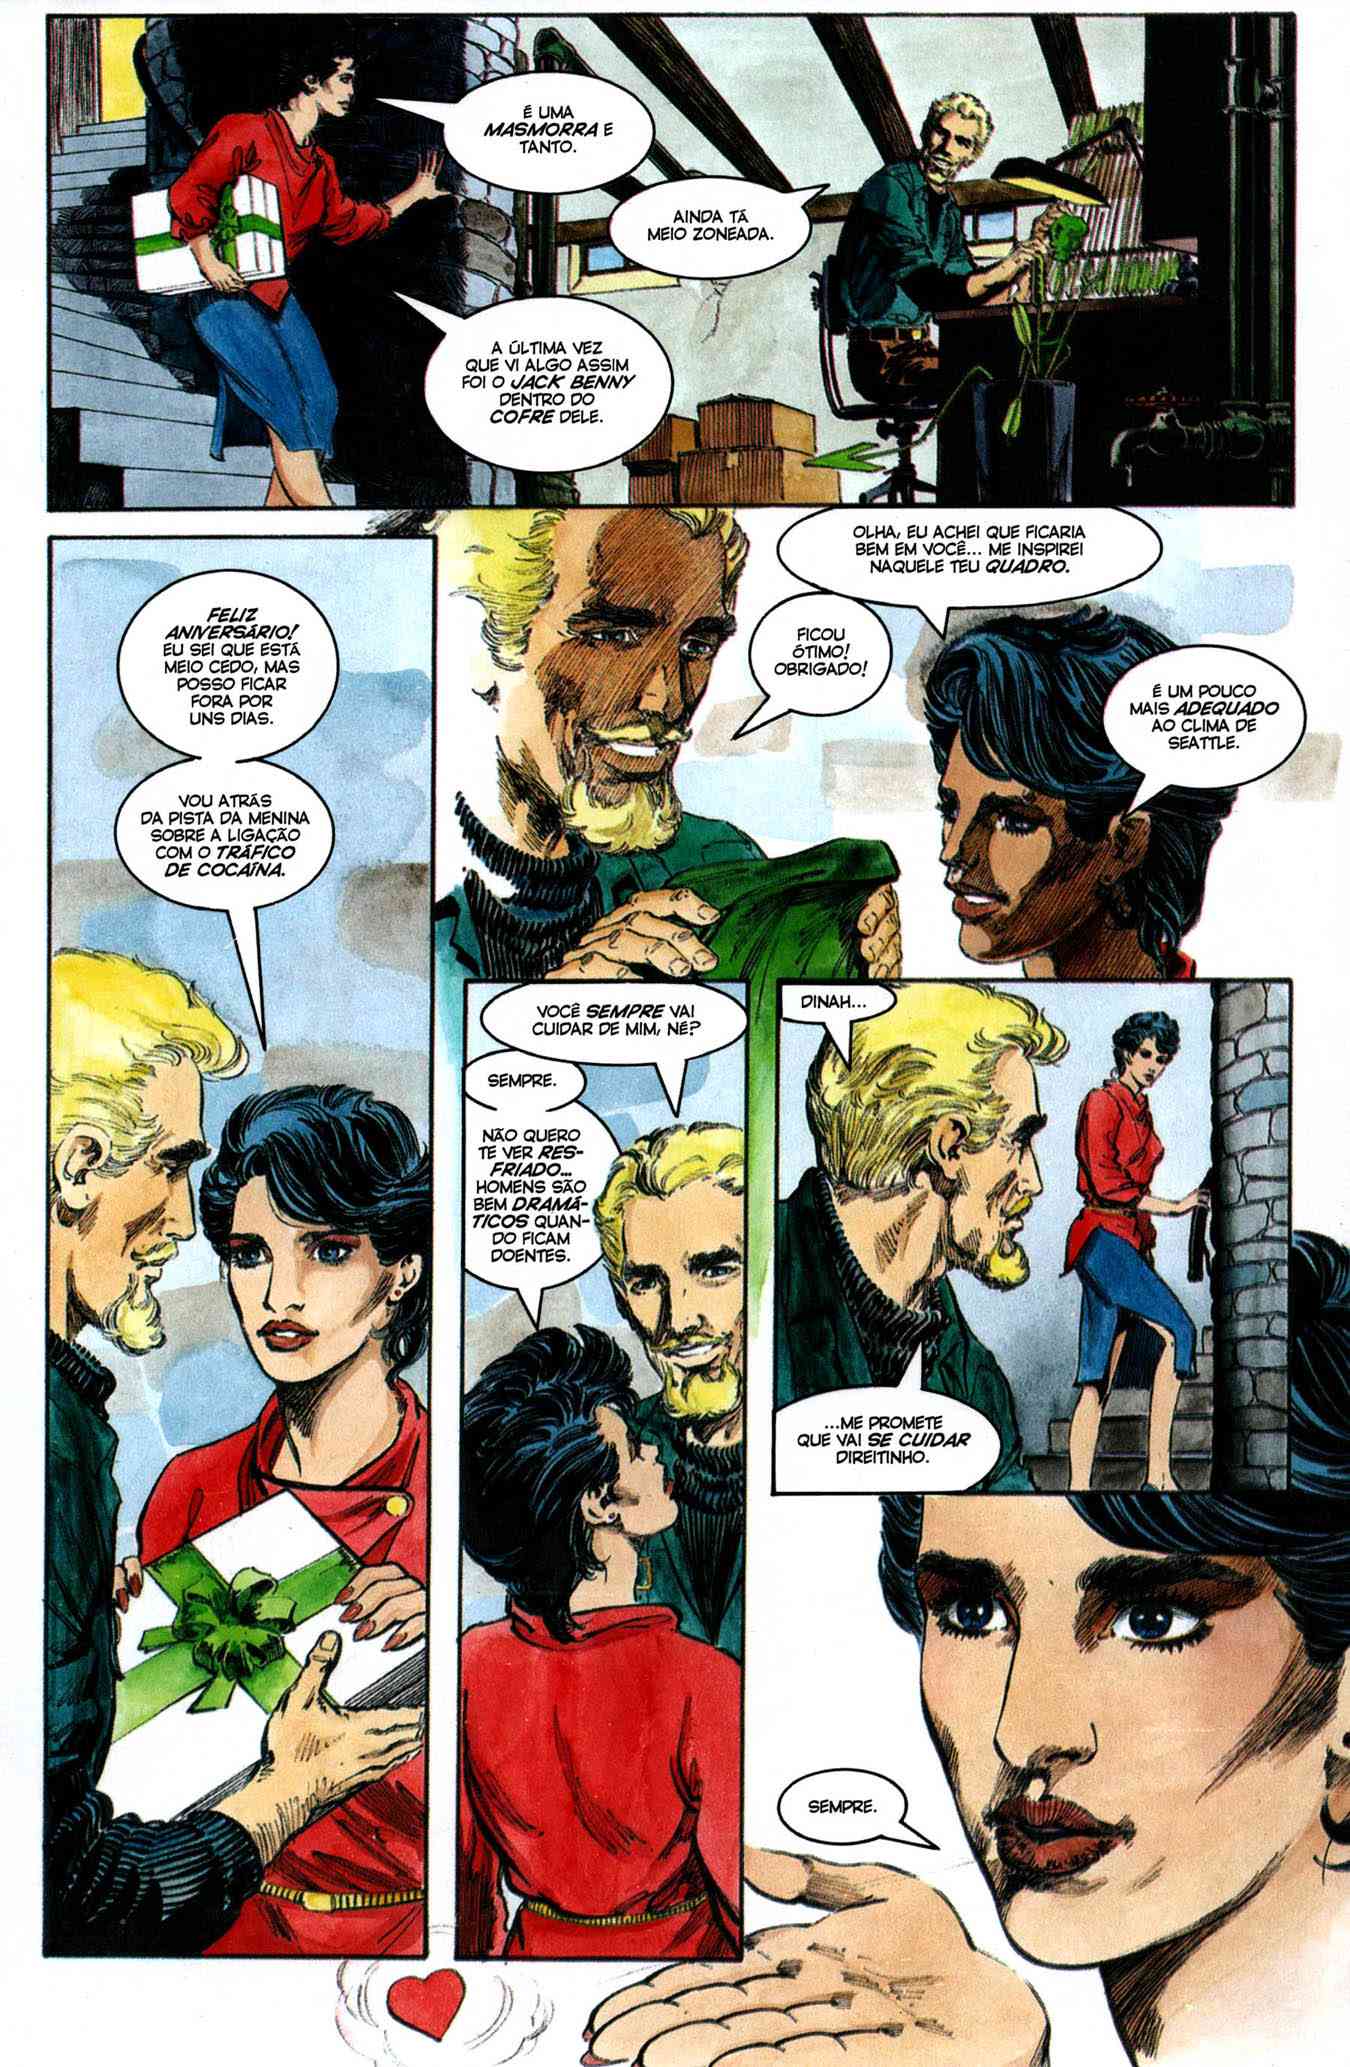 É UMA
MASMORRA E
TANTO.
AINDA TÁ
MEIO ZONEADA.
A ÚLTIMA VEZ
QUE VI ALGO ASSIM
FOI O JACK BENNY
DENTRO DO
COFRE DELE.
FELIZ
ANIVERSÁRIO!
EU SEI QUE ESTÁ
MEIO CEDO, MAS
POSSO FICAR
FORA POR
UNS DIAS.
VOU ATRÁS
DA PISTA DA MENINA
SOBRE A LIGAÇÃO
COM O TRÁFICO
DE COCAÍNA.
OLHA, EU ACHEI QUE FICARIA
BEM EM VOCÊ... ME INSPIREI
NAQUELE TEU QUADRO.
FICOU
ÓTIMO!
OBRIGADO!
É UM POUCO
MAIS ADEQUADO
AO CLIMA DE
SEATTLE.
VOCÊ SEMPRE VAI
CUIDAR DE MIM, NÉ?
SEMPRE.
NÃO QUERO
TE VER RES-
FRIADO...
HOMENS SÃO
BEM DRAMÁ-
TICOS QUAN-
DO FICAM
DOENTES.
DINAH...
...ME PROMETE
QUE VAI SE CUIDAR
DIREITINHO.
SEMPRE.